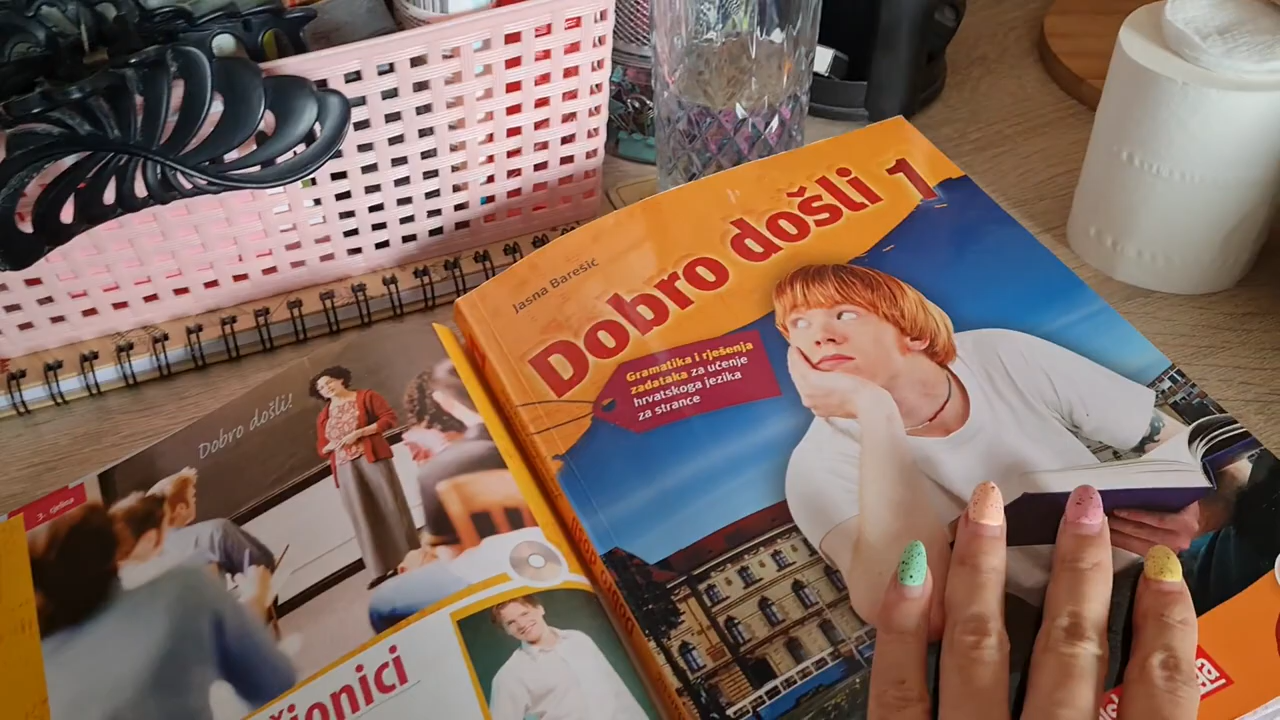 Jasna Barešić
Dobro došli 1
Gramatika i rješenja
zadataka za učenje
hrvatskoga jezika
za strance
Dobro došli!